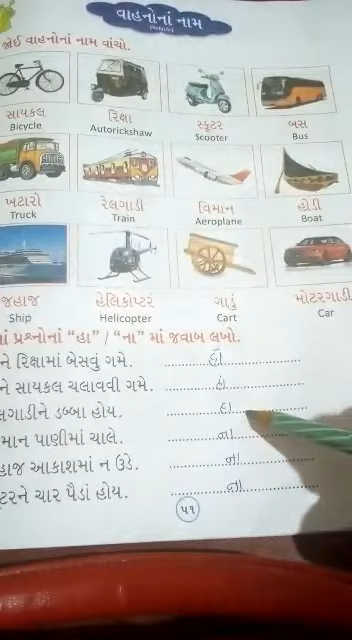 વાહનોનાં નામ
જોઈ વાહનોનાં નામ વાંચો.
સાયકલ રિક્ષા સ્કૂટર બસ
Bicycle Autorickshaw Scooter Bus
ખટારો રેલગાડી વિમાન હોડી
Truck Train Aeroplane Boat
જહાજ હેલિકોપ્ટર ગાડું મોટરગાડી
Ship Helicopter Cart Car
માં પ્રશ્નોનાં “હા” / “ના” માં જવાબ લખો.
ને રિક્ષામાં બેસવું ગમે. હા
ને સાયકલ ચલાવવી ગમે. હા
લગાડીને ડબ્બા હોય. હા
માન પાણીમાં ચાલે. ના
હાજ આકાશમાં ન ઉડે. ના
ટરને ચાર પૈડાં હોય. ના
૫૧